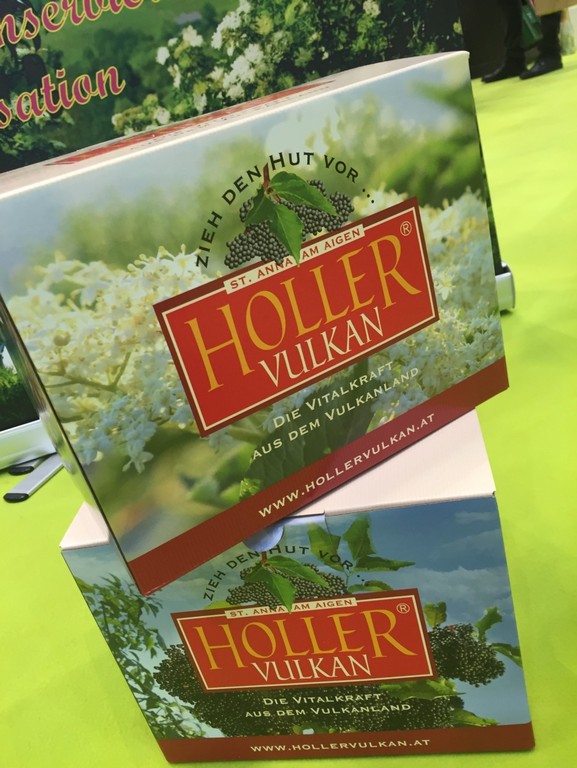 sation
ZIEH DEN HUT VOR...
ST. ANNA AM AIGEN
HOLLER®
VULKAN
DIE VITALKRAFT
AUS DEM VULKANLAND
WWW.HOLLERVULKAN.AT
ZIEH DEN HUT VOR...
ST. ANNA AM AIGEN
HOLLER®
VULKAN
DIE VITALKRAFT
AUS DEM VULKANLAND
WWW.HOLLERVULKAN.AT